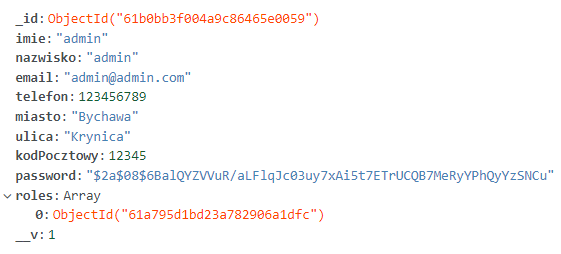 _id: ObjectId("61b0bb3f004a9c86465e0059")
imie: "admin"
nazwisko: "admin"
email: "admin@admin.com"
telefon: 123456789
miasto: "Bychawa"
ulica: "Krynica"
kodPocztowy: 12345
password: "$2a$08$6BalQYZVVuR/aLFlqJc03uy7xAi5t7ETrUCQB7MeRyYPhQyYzSNCu"
roles: Array
0: ObjectId("61a795d1bd23a782906a1dfc")
__v: 1